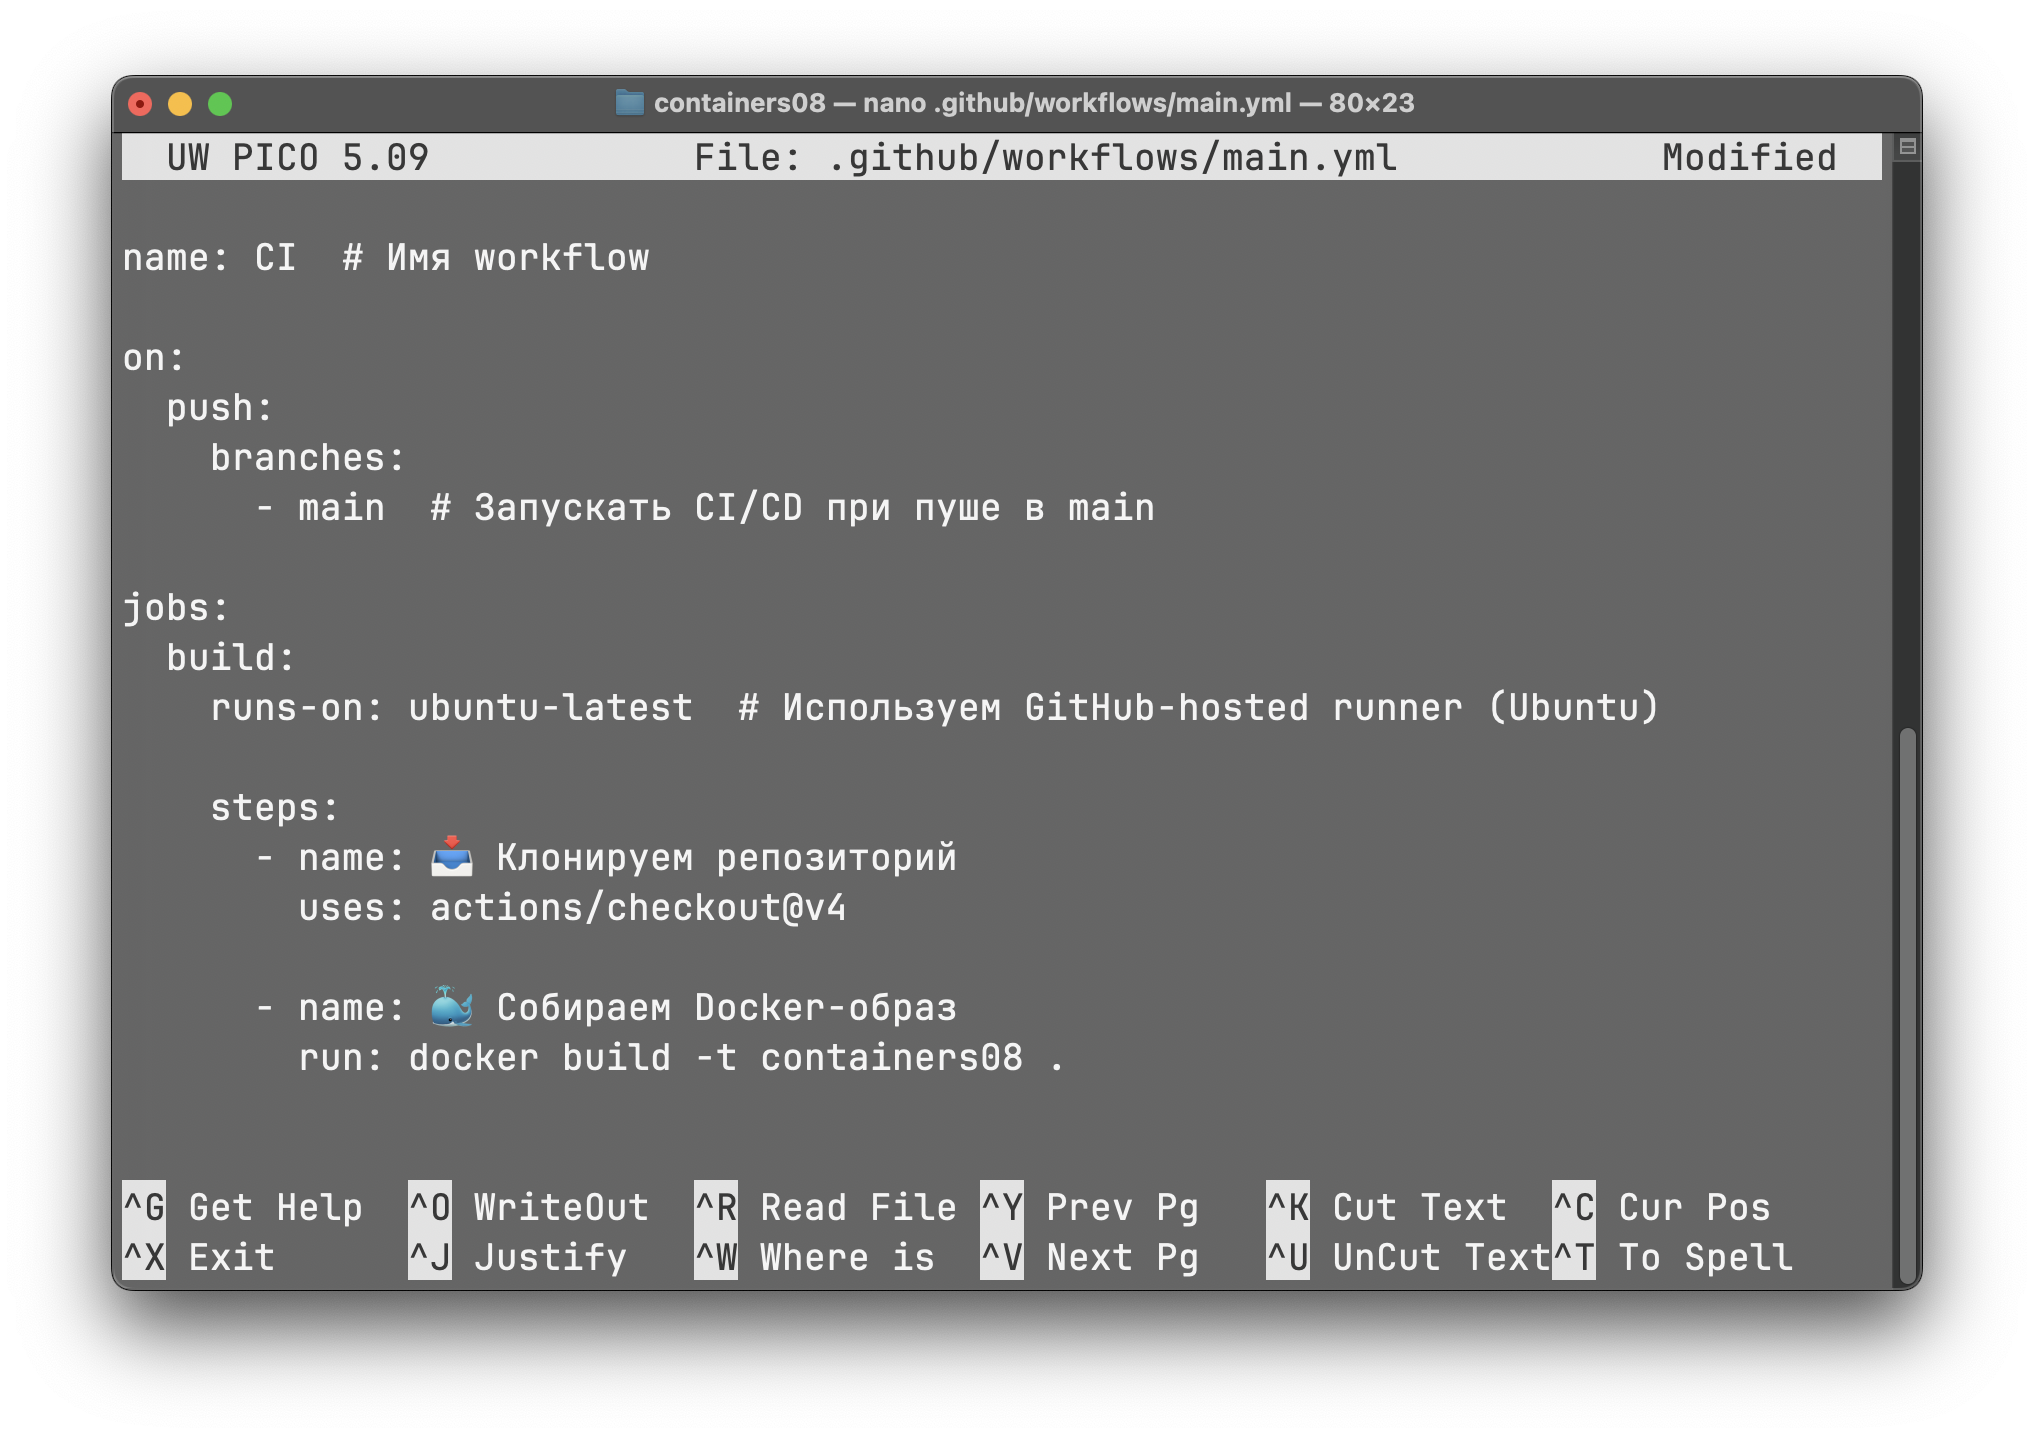 containers08 — nano .github/workflows/main.yml — 80×23
UW PICO 5.09 File: .github/workflows/main.yml Modified
name: CI  # Имя workflow
on:
  push:
    branches:
      - main  # Запускать CI/CD при пуше в main
jobs:
  build:
    runs-on: ubuntu-latest  # Используем GitHub-hosted runner (Ubuntu)
    steps:
      - name: 📥 Клонируем репозиторий
        uses: actions/checkout@v4
      - name: 🐳 Собираем Docker-образ
        run: docker build -t containers08 .
^G Get Help ^O WriteOut ^R Read File ^Y Prev Pg ^K Cut Text ^C Cur Pos
^X Exit ^J Justify ^W Where is ^V Next Pg ^U UnCut Text ^T To Spell